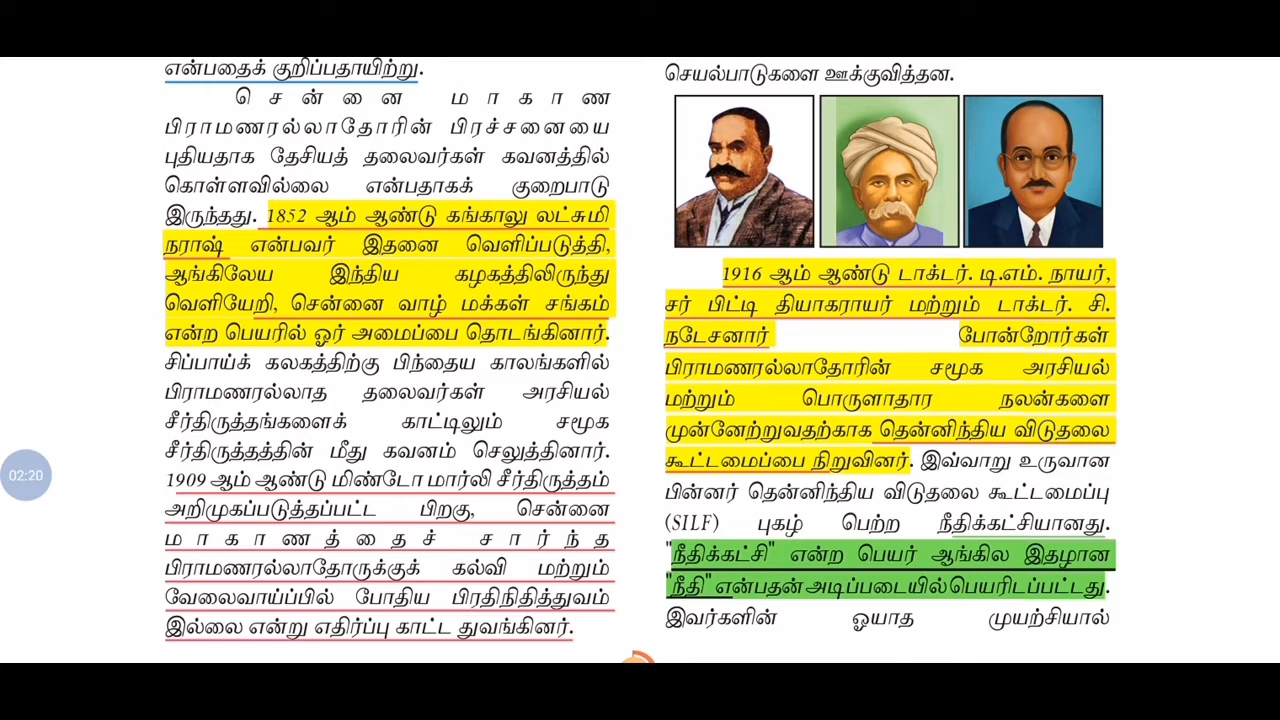 என்பதைக் குறிப்பதாயிற்று.
சென்னை மாகாண
பிராமணரல்லாதோரின் பிரச்சனையை
புதியதாக தேசியத் தலைவர்கள் கவனத்தில்
கொள்ளவில்லை என்பதாகக் குறைபாடு
இருந்தது. 1852 ஆம் ஆண்டு கங்காலு லட்சுமி
நராஷ் என்பவர் இதனை வெளிப்படுத்தி,
ஆங்கிலேய இந்திய கழகத்திலிருந்து
வெளியேறி, சென்னை வாழ் மக்கள் சங்கம்
என்ற பெயரில் ஓர் அமைப்பை தொடங்கினார்.
சிப்பாய்க் கலகத்திற்கு பிந்தைய காலங்களில்
பிராமணரல்லாத தலைவர்கள் அரசியல்
சீர்திருத்தங்களைக் காட்டிலும் சமூக
சீர்திருத்தத்தின் மீது கவனம் செலுத்தினார்.
1909 ஆம் ஆண்டு மிண்டோ மார்லி சீர்திருத்தம்
அறிமுகப்படுத்தப்பட்ட பிறகு, சென்னை
மாகாணத்தைச் சார்ந்த
பிராமணரல்லாதோருக்குக் கல்வி மற்றும்
வேலைவாய்ப்பில் போதிய பிரதிநிதித்துவம்
இல்லை என்று எதிர்ப்பு காட்ட துவங்கினர்.
செயல்பாடுகளை ஊக்குவித்தன.
1916 ஆம் ஆண்டு டாக்டர். டி.எம். நாயர்,
சர் பிட்டி தியாகராயர் மற்றும் டாக்டர். சி.
நடேசனார் போன்றோர்கள்
பிராமணரல்லாதோரின் சமூக அரசியல்
மற்றும் பொருளாதார நலன்களை
முன்னேற்றுவதற்காக தென்னிந்திய விடுதலை
கூட்டமைப்பை நிறுவினர். இவ்வாறு உருவான
பின்னர் தென்னிந்திய விடுதலை கூட்டமைப்பு
(SILF) புகழ் பெற்ற நீதிக்கட்சியானது.
"நீதிக்கட்சி" என்ற பெயர் ஆங்கில இதழான
"நீதி" என்பதன் அடிப்படையில் பெயரிடப்பட்டது.
இவர்களின் ஓயாத முயற்சியால்
02:20